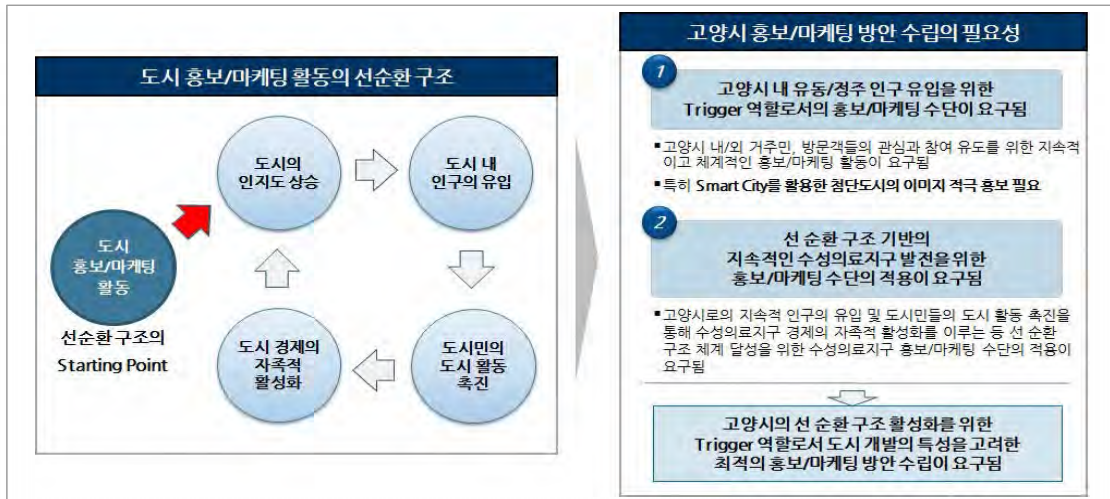 도시 홍보/마케팅 활동의 선순환 구조
도시의
인지도 상승
도시 내
인구의 유입
도시
홍보/마케팅
활동
선순환 구조의
Starting Point
도시 경제의
자족적
활성화
도시민의
도시 활동
촉진
고양시 홍보/마케팅 방안 수립의 필요성
1
고양시 내 유동/경주 인구 유입을 위한
Trigger 역할로서의 홍보/마케팅 수단이 요구됨
▪고양시 내/외 거주민, 방문객들의 관심과 참여 유도를 위한 지속적
이고 체계적인 홍보/마케팅 활동이 요구됨
▪특히 Smart City를 활용한 첨단도시의 이미지 적극 홍보 필요
2
선 순환 구조 기반의
지속적인 수성의료지구 발전을 위한
홍보/마케팅 수단의 적용이 요구됨
▪고양시로의 지속적 인구의 유입 및 도시민들의 도시 활동 촉진을
통해 수성의료지구 경제의 자족적 활성화를 이루는 등 선 순환
구조 체계 달성을 위한 수성의료지구 홍보/마케팅 수단의 적용이
요구됨
고양시의 선 순환 구조 활성화를 위한
Trigger 역할로서 도시 개발의 특성을 고려한
최적의 홍보/마케팅 방안 수립이 요구됨